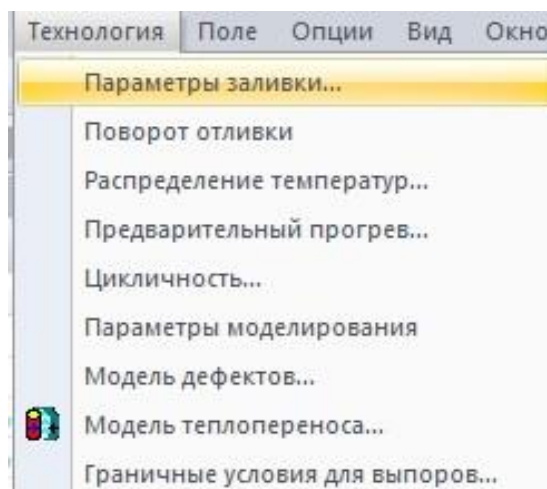 Технология Поле Опции Вид Окно
Параметры заливки...
Поворот отливки
Распределение температур...
Предварительный прогрев...
Цикличность...
Параметры моделирования
Модель дефектов...
Модель теплопереноса...
Граничные условия для выпоров...